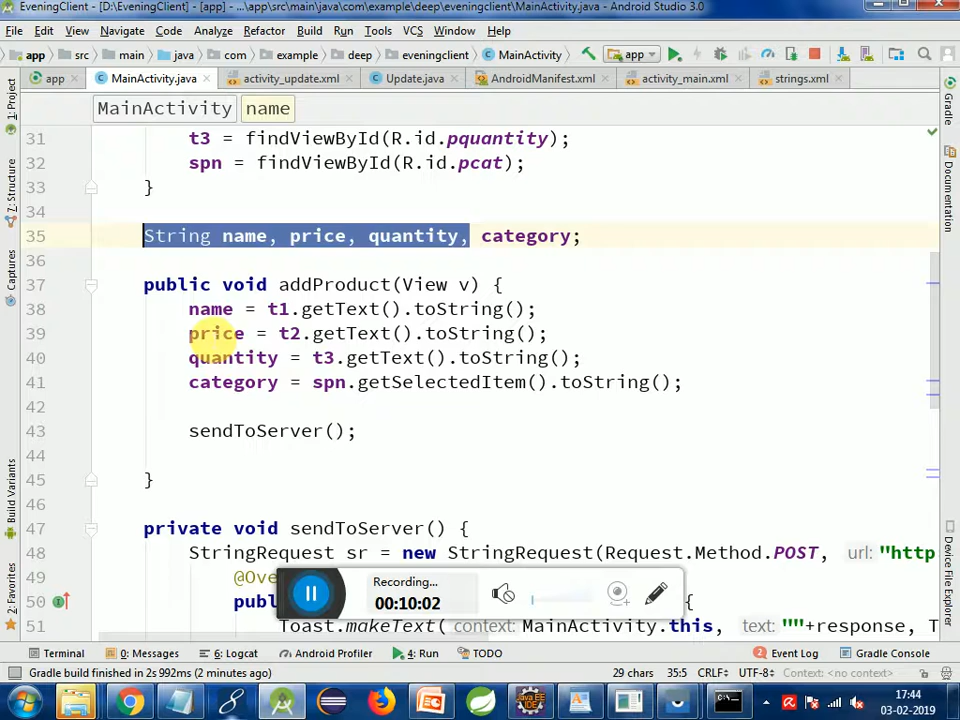 EveningClient - [D:\EveningClient] - [app] - ...\app\src\main\java\com\example\deep\eveningclient\MainActivity.java - Android Studio 3.0
File Edit View Navigate Code Analyze Refactor Build Run Tools VCS Window Help
app src main java com example deep eveningclient MainActivity app
app MainActivity.java activity_update.xml Update.java AndroidManifest.xml activity_main.xml strings.xml
MainActivity name
31 t3 = findViewById(R.id.pquantity);
32 spn = findViewById(R.id.pcat);
33 }
34
35 String name, price, quantity, category;
36
37 public void addProduct(View v) {
38 name = t1.getText().toString();
39 price = t2.getText().toString();
40 quantity = t3.getText().toString();
41 category = spn.getSelectedItem().toString();
42
43 sendToServer();
44
45 }
46
47 private void sendToServer() {
48 StringRequest sr = new StringRequest(Request.Method.POST, url: "http
49 @Ove
50 pub {
51 Toast.makeText( context: MainActivity.this, text: ""+response, T
Recording...
00:10:02
1: Project
7: Structure
Captures
Build Variants
2: Favorites
Gradle
Documentation
Device File Explorer
Terminal 0: Messages 6: Logcat Android Profiler 4: Run TODO Event Log Gradle Console
Gradle build finished in 2s 992ms (2 minutes ago) 29 chars 35:5 CRLF÷ UTF-8÷ Context: <no context>
17:44
03-02-2019